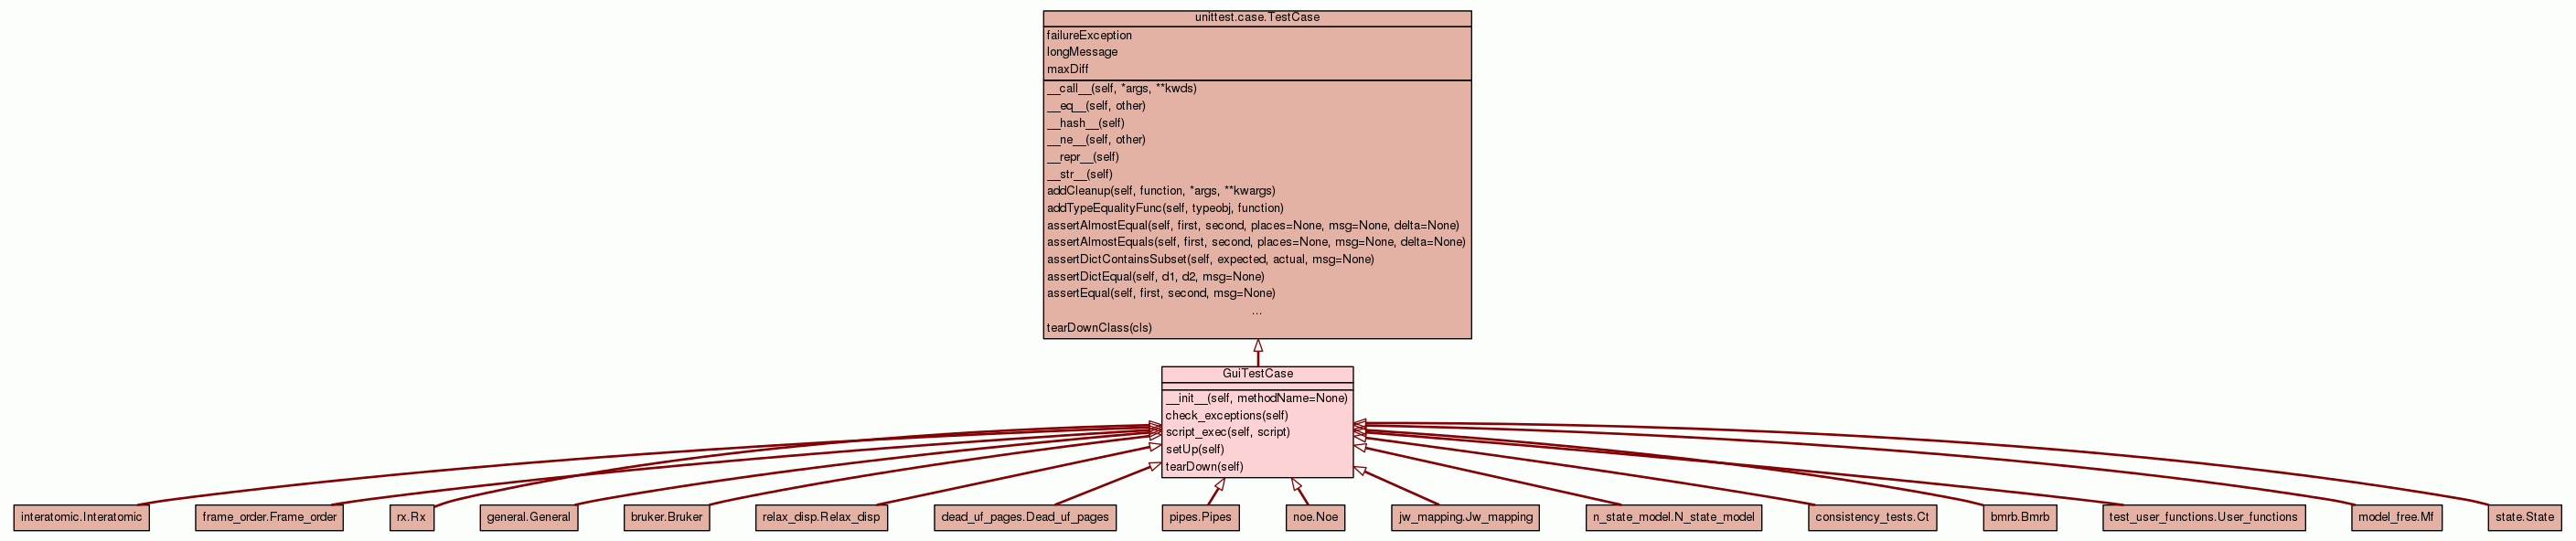 unittest.case.TestCase
failureException
longMessage
maxDiff
__call__(self, *args, **kwds)
__eq__(self, other)
__hash__(self)
__ne__(self, other)
__repr__(self)
__str__(self)
addCleanup(self, function, *args, **kwargs)
addTypeEqualityFunc(self, typeobj, function)
assertAlmostEqual(self, first, second, places=None, msg=None, delta=None)
assertAlmostEquals(self, first, second, places=None, msg=None, delta=None)
assertDictContainsSubset(self, expected, actual, msg=None)
assertDictEqual(self, d1, d2, msg=None)
assertEqual(self, first, second, msg=None)
...
tearDownClass(cls)
GuiTestCase
__init__(self, methodName=None)
check_exceptions(self)
script_exec(self, script)
setUp(self)
tearDown(self)
interatomic.Interatomic
frame_order.Frame_order
rx.Rx
general.General
bruker.Bruker
relax_disp.Relax_disp
dead_uf_pages.Dead_uf_pages
pipes.Pipes
noe.Noe
jw_mapping.Jw_mapping
n_state_model.N_state_model
consistency_tests.Ct
bmrb.Bmrb
test_user_functions.User_functions
model_free.Mf
state.State